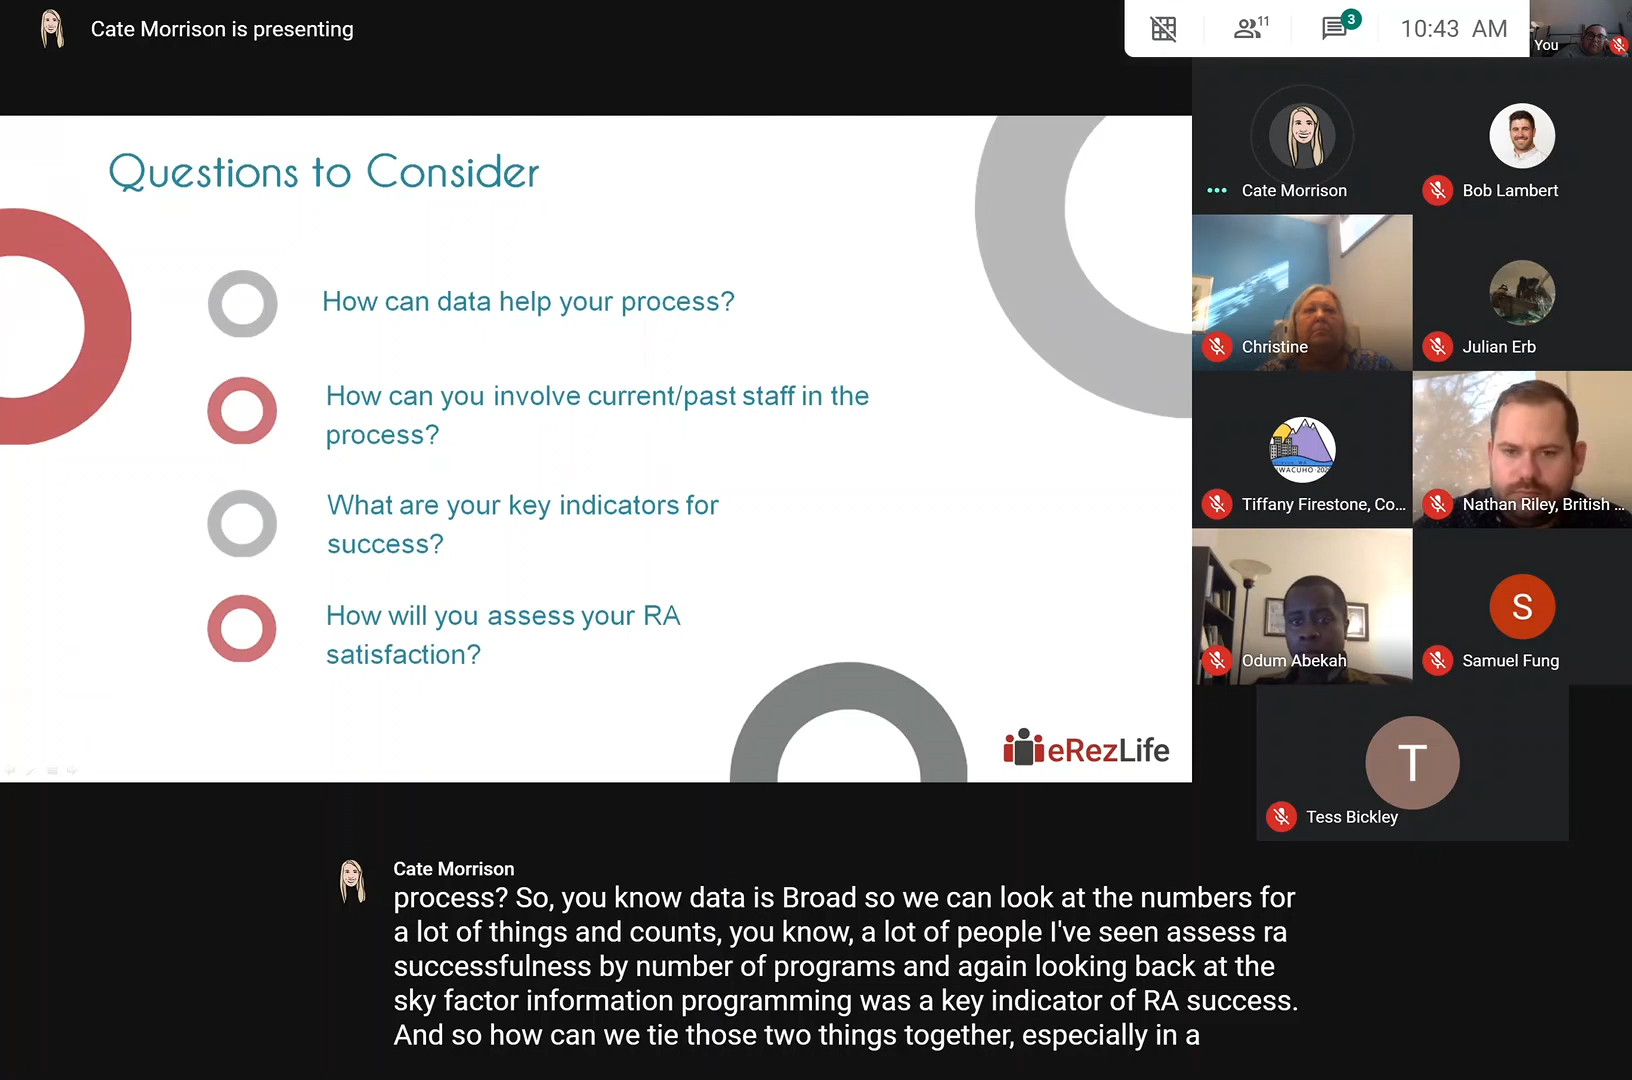 Cate Morrison is presenting
11
3
10:43 AM
You
Questions to Consider
How can data help your process?
How can you involve current/past staff in the
process?
What are your key indicators for
success?
How will you assess your RA
satisfaction?
eRezLife
Cate Morrison
Bob Lambert
Christine
Julian Erb
Tiffany Firestone, Co...
Nathan Riley, British ...
Odum Abekah
S
Samuel Fung
T
Tess Bickley
Cate Morrison
process? So, you know data is Broad so we can look at the numbers for
a lot of things and counts, you know, a lot of people I've seen assess ra
successfulness by number of programs and again looking back at the
sky factor information programming was a key indicator of RA success.
And so how can we tie those two things together, especially in a